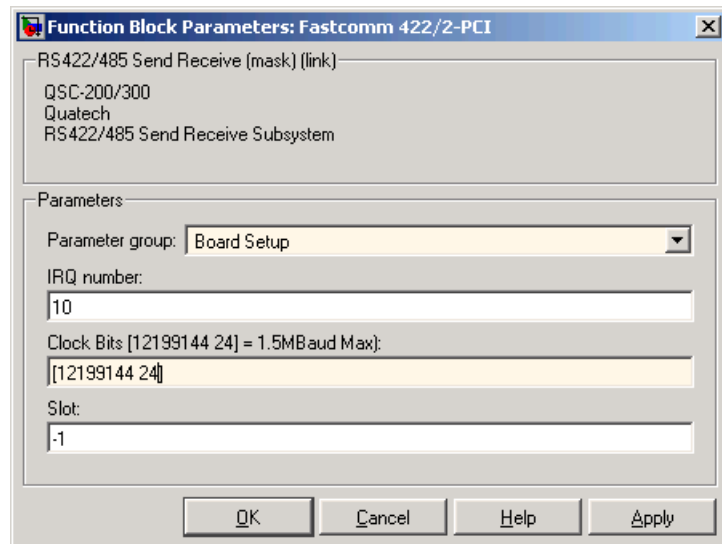 Function Block Parameters: Fastcomm 422/2-PCI
RS422/485 Send Receive (mask) (link)
QSC-200/300
Quatech
RS422/485 Send Receive Subsystem
Parameters
Parameter group: Board Setup
IRQ number:
10
Clock Bits [12199144 24] = 1.5MBaud Max):
[12199144 24]
Slot:
-1
OK Cancel Help Apply